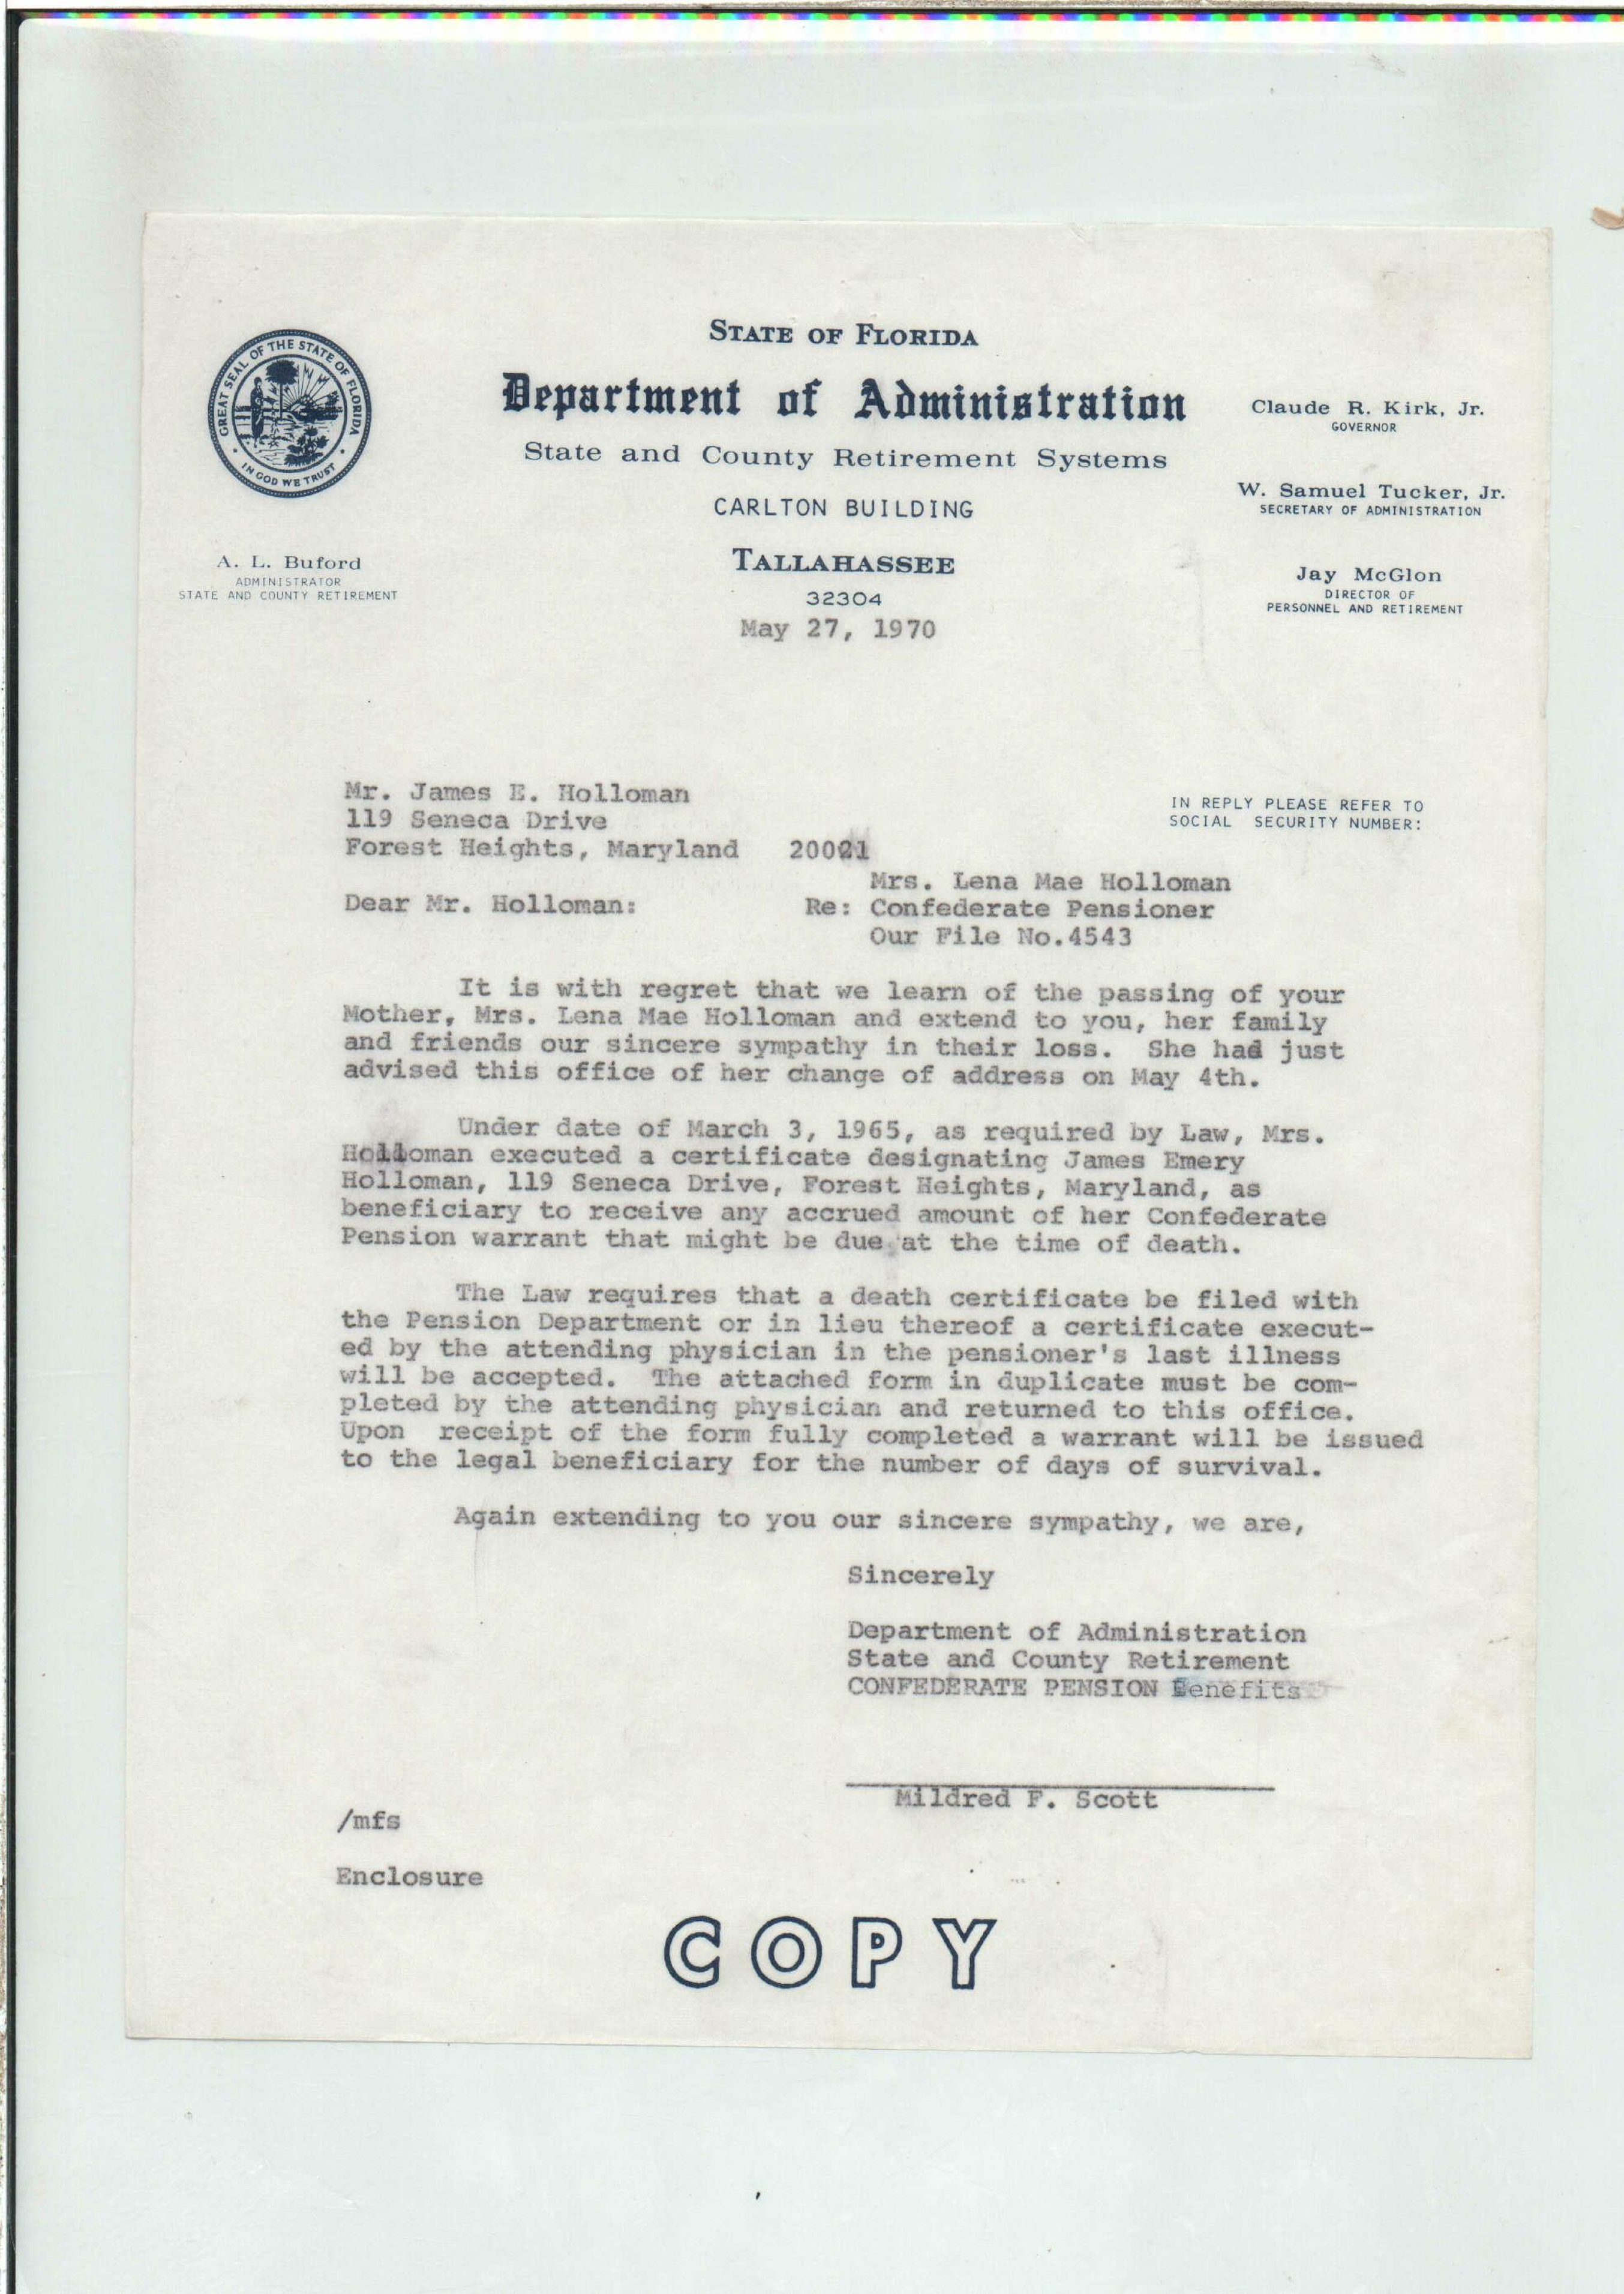 GREAT SEAL OF THE STATE OF FLORIDA
IN GOD WE TRUST
STATE OF FLORIDA
Department of Administration
State and County Retirement Systems
CARLTON BUILDING
TALLAHASSEE
32304
May 27, 1970
A. L. Buford
ADMINISTRATOR
STATE AND COUNTY RETIREMENT
Claude R. Kirk, Jr.
GOVERNOR
W. Samuel Tucker, Jr.
SECRETARY OF ADMINISTRATION
Jay McGlon
DIRECTOR OF
PERSONNEL AND RETIREMENT
Mr. James E. Holloman
119 Seneca Drive
Forest Heights, Maryland 20021
IN REPLY PLEASE REFER TO
SOCIAL SECURITY NUMBER:
Dear Mr. Holloman:
Mrs. Lena Mae Holloman
Re: Confederate Pensioner
Our File No.4543
It is with regret that we learn of the passing of your
Mother, Mrs. Lena Mae Holloman and extend to you, her family
and friends our sincere sympathy in their loss. She had just
advised this office of her change of address on May 4th.
Under date of March 3, 1965, as required by Law, Mrs.
Holloman executed a certificate designating James Emery
Holloman, 119 Seneca Drive, Forest Heights, Maryland, as
beneficiary to receive any accrued amount of her Confederate
Pension warrant that might be due at the time of death.
The Law requires that a death certificate be filed with
the Pension Department or in lieu thereof a certificate execut-
ed by the attending physician in the pensioner's last illness
will be accepted. The attached form in duplicate must be com-
pleted by the attending physician and returned to this office.
Upon receipt of the form fully completed a warrant will be issued
to the legal beneficiary for the number of days of survival.
Again extending to you our sincere sympathy, we are,
Sincerely
Department of Administration
State and County Retirement
CONFEDERATE PENSION Benefits
Mildred F. Scott
/mfs
Enclosure
COPY